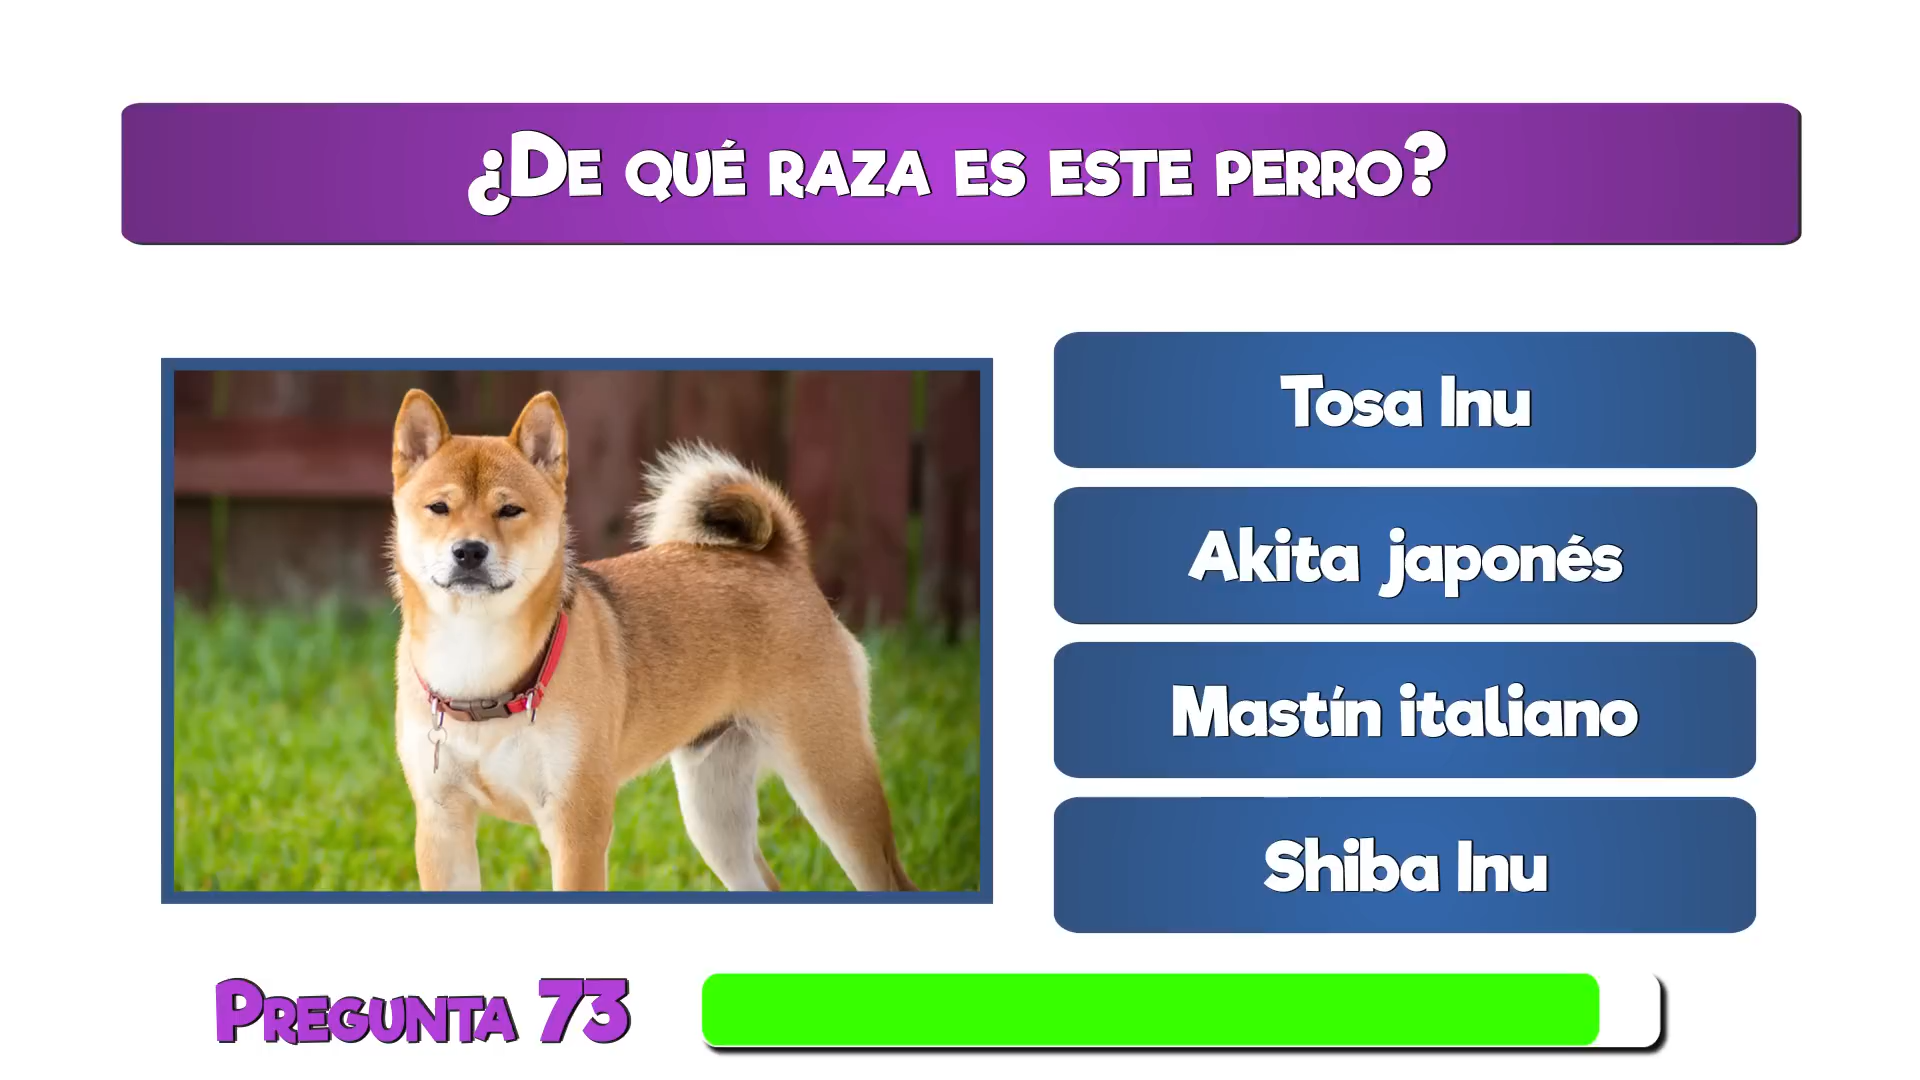 ¿De qué raza es este perro?
Tosa Inu
Akita japonés
Mastín italiano
Shiba Inu
Pregunta 73